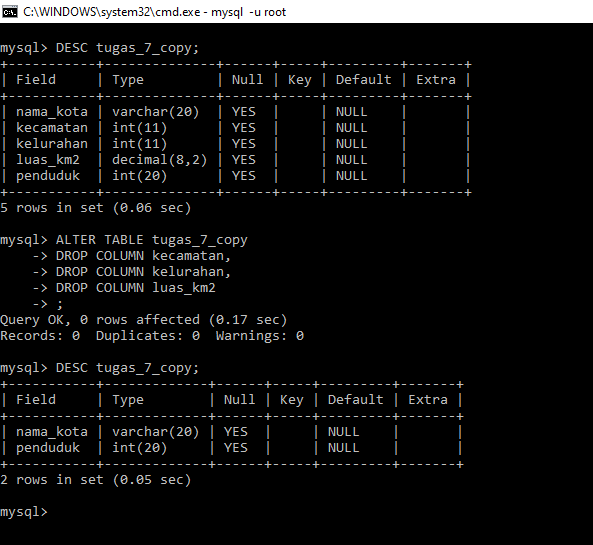 C:\WINDOWS\system32\cmd.exe - mysql  -u root
mysql> DESC tugas_7_copy;
+-----------+--------------+------+-----+---------+-------+
| Field     | Type         | Null | Key | Default | Extra |
+-----------+--------------+------+-----+---------+-------+
| nama_kota | varchar(20)  | YES  |     | NULL    |       |
| kecamatan | int(11)      | YES  |     | NULL    |       |
| kelurahan | int(11)      | YES  |     | NULL    |       |
| luas_km2  | decimal(8,2) | YES  |     | NULL    |       |
| penduduk  | int(20)      | YES  |     | NULL    |       |
+-----------+--------------+------+-----+---------+-------+
5 rows in set (0.06 sec)
mysql> ALTER TABLE tugas_7_copy
    -> DROP COLUMN kecamatan,
    -> DROP COLUMN kelurahan,
    -> DROP COLUMN luas_km2
    -> ;
Query OK, 0 rows affected (0.17 sec)
Records: 0  Duplicates: 0  Warnings: 0
mysql> DESC tugas_7_copy;
+-----------+-------------+------+-----+---------+-------+
| Field     | Type        | Null | Key | Default | Extra |
+-----------+-------------+------+-----+---------+-------+
| nama_kota | varchar(20) | YES  |     | NULL    |       |
| penduduk  | int(20)     | YES  |     | NULL    |       |
+-----------+-------------+------+-----+---------+-------+
2 rows in set (0.05 sec)
mysql>